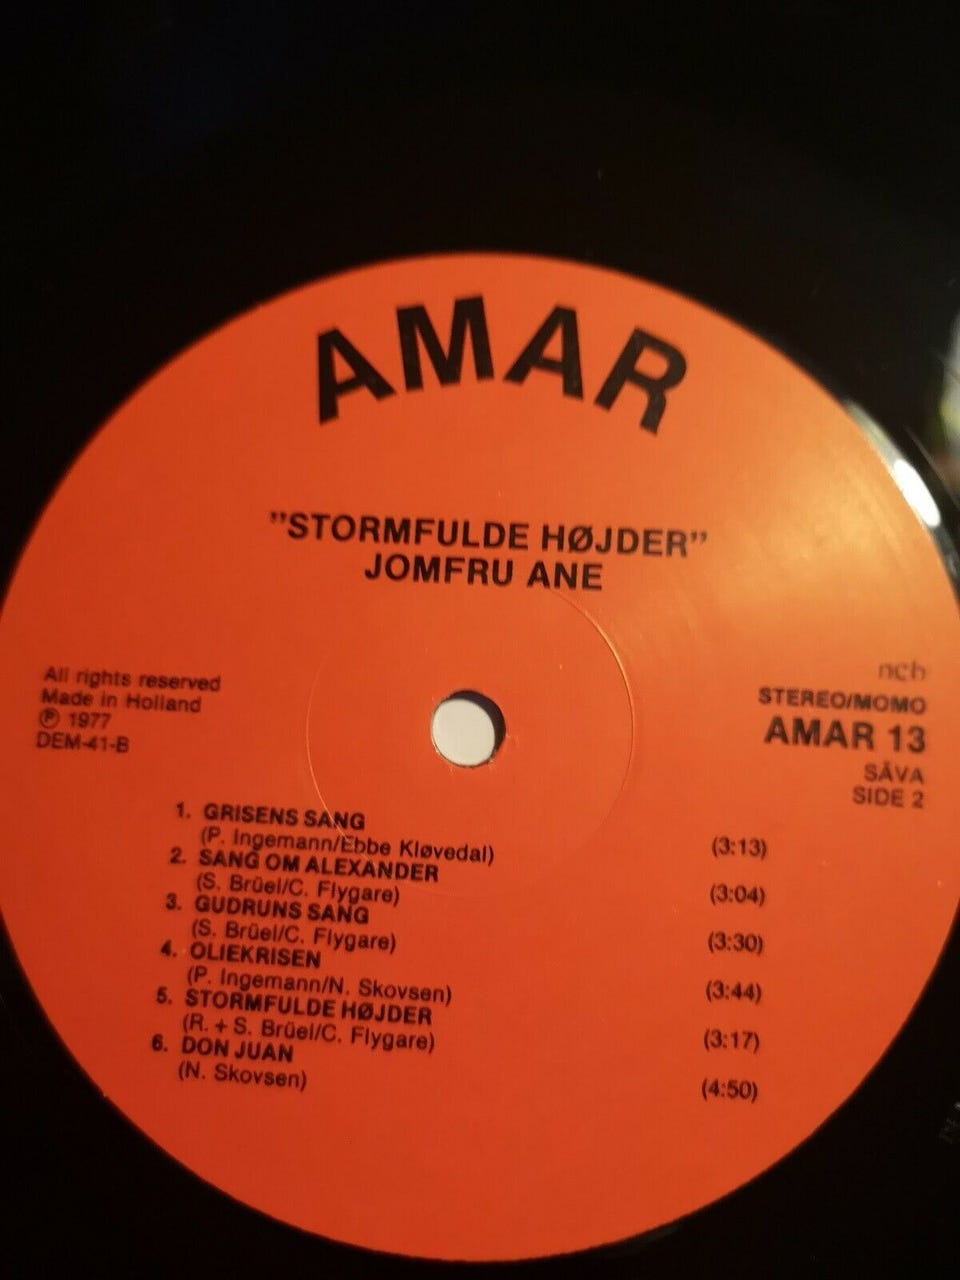 AMAR
"STORMFULDE HØJDER"
JOMFRU ANE
All rights reserved
Made in Holland
Ⓟ 1977
DEM-41-B
ncb
STEREO/MOMO
AMAR 13
SÅVA
SIDE 2
1. GRISENS SANG
(P. Ingemann/Ebbe Kløvedal) (3:13)
2. SANG OM ALEXANDER
(S. Brüel/C. Flygare) (3:04)
3. GUDRUNS SANG
(S. Brüel/C. Flygare) (3:30)
4. OLIEKRISEN
(P. Ingemann/N. Skovsen) (3:44)
5. STORMFULDE HØJDER
(R. + S. Brüel/C. Flygare) (3:17)
6. DON JUAN
(N. Skovsen) (4:50)